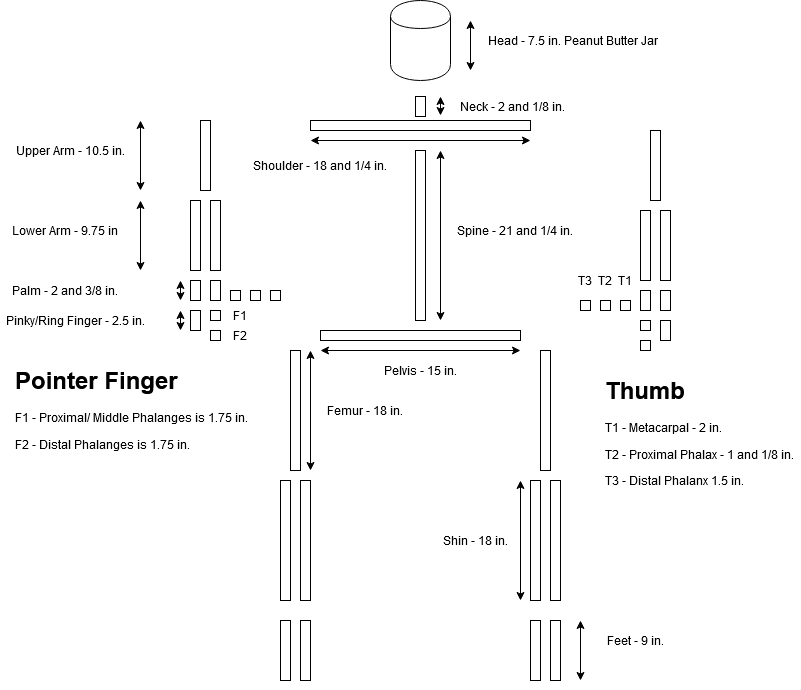 Head - 7.5 in. Peanut Butter Jar
Neck - 2 and 1/8 in.
Upper Arm - 10.5 in.
Shoulder - 18 and 1/4 in.
Lower Arm - 9.75 in
Spine - 21 and 1/4 in.
T3 T2 T1
Palm - 2 and 3/8 in.
Pinky/Ring Finger - 2.5 in.
F1
F2
Pelvis - 15 in.
Pointer Finger
Thumb
Femur - 18 in.
F1 - Proximal/ Middle Phalanges is 1.75 in.
F2 - Distal Phalanges is 1.75 in.
T1 - Metacarpal - 2 in.
T2 - Proximal Phalax - 1 and 1/8 in.
T3 - Distal Phalanx 1.5 in.
Shin - 18 in.
Feet - 9 in.